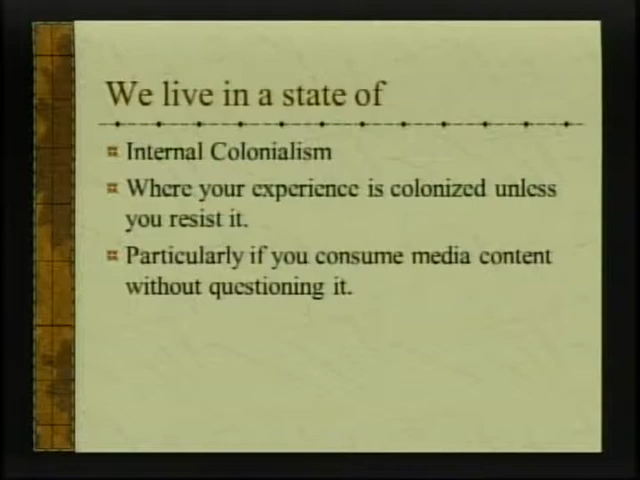 We live in a state of
Internal Colonialism
Where your experience is colonized unless
you resist it.
Particularly if you consume media content
without questioning it.